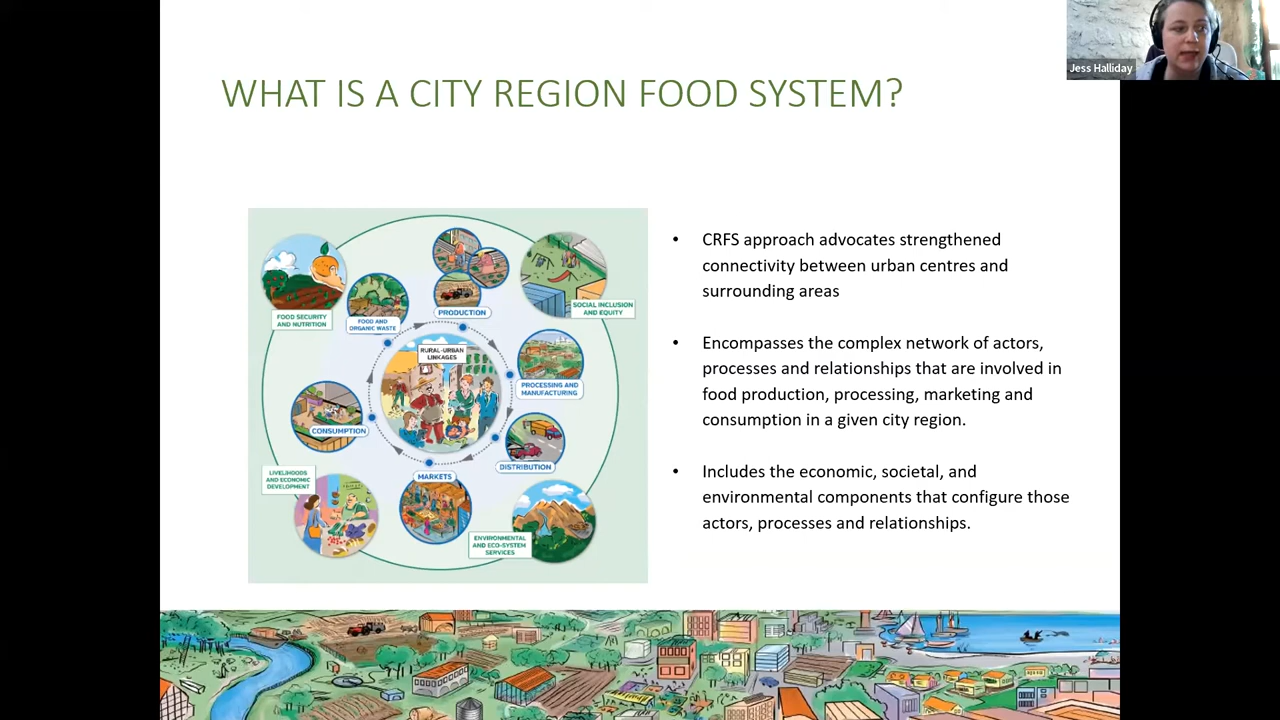 Jess Halliday
WHAT IS A CITY REGION FOOD SYSTEM?
FOOD SECURITY
AND NUTRITION
FOOD AND
ORGANIC WASTE
PRODUCTION
SOCIAL INCLUSION
AND EQUITY
RURAL-URBAN
LINKAGES
PROCESSING AND
MANUFACTURING
CONSUMPTION
DISTRIBUTION
LIVELIHOODS
AND ECONOMIC
DEVELOPMENT
MARKETS
ENVIRONMENTAL
AND ECO-SYSTEM
SERVICES
• CRFS approach advocates strengthened
connectivity between urban centres and
surrounding areas
• Encompasses the complex network of actors,
processes and relationships that are involved in
food production, processing, marketing and
consumption in a given city region.
• Includes the economic, societal, and
environmental components that configure those
actors, processes and relationships.